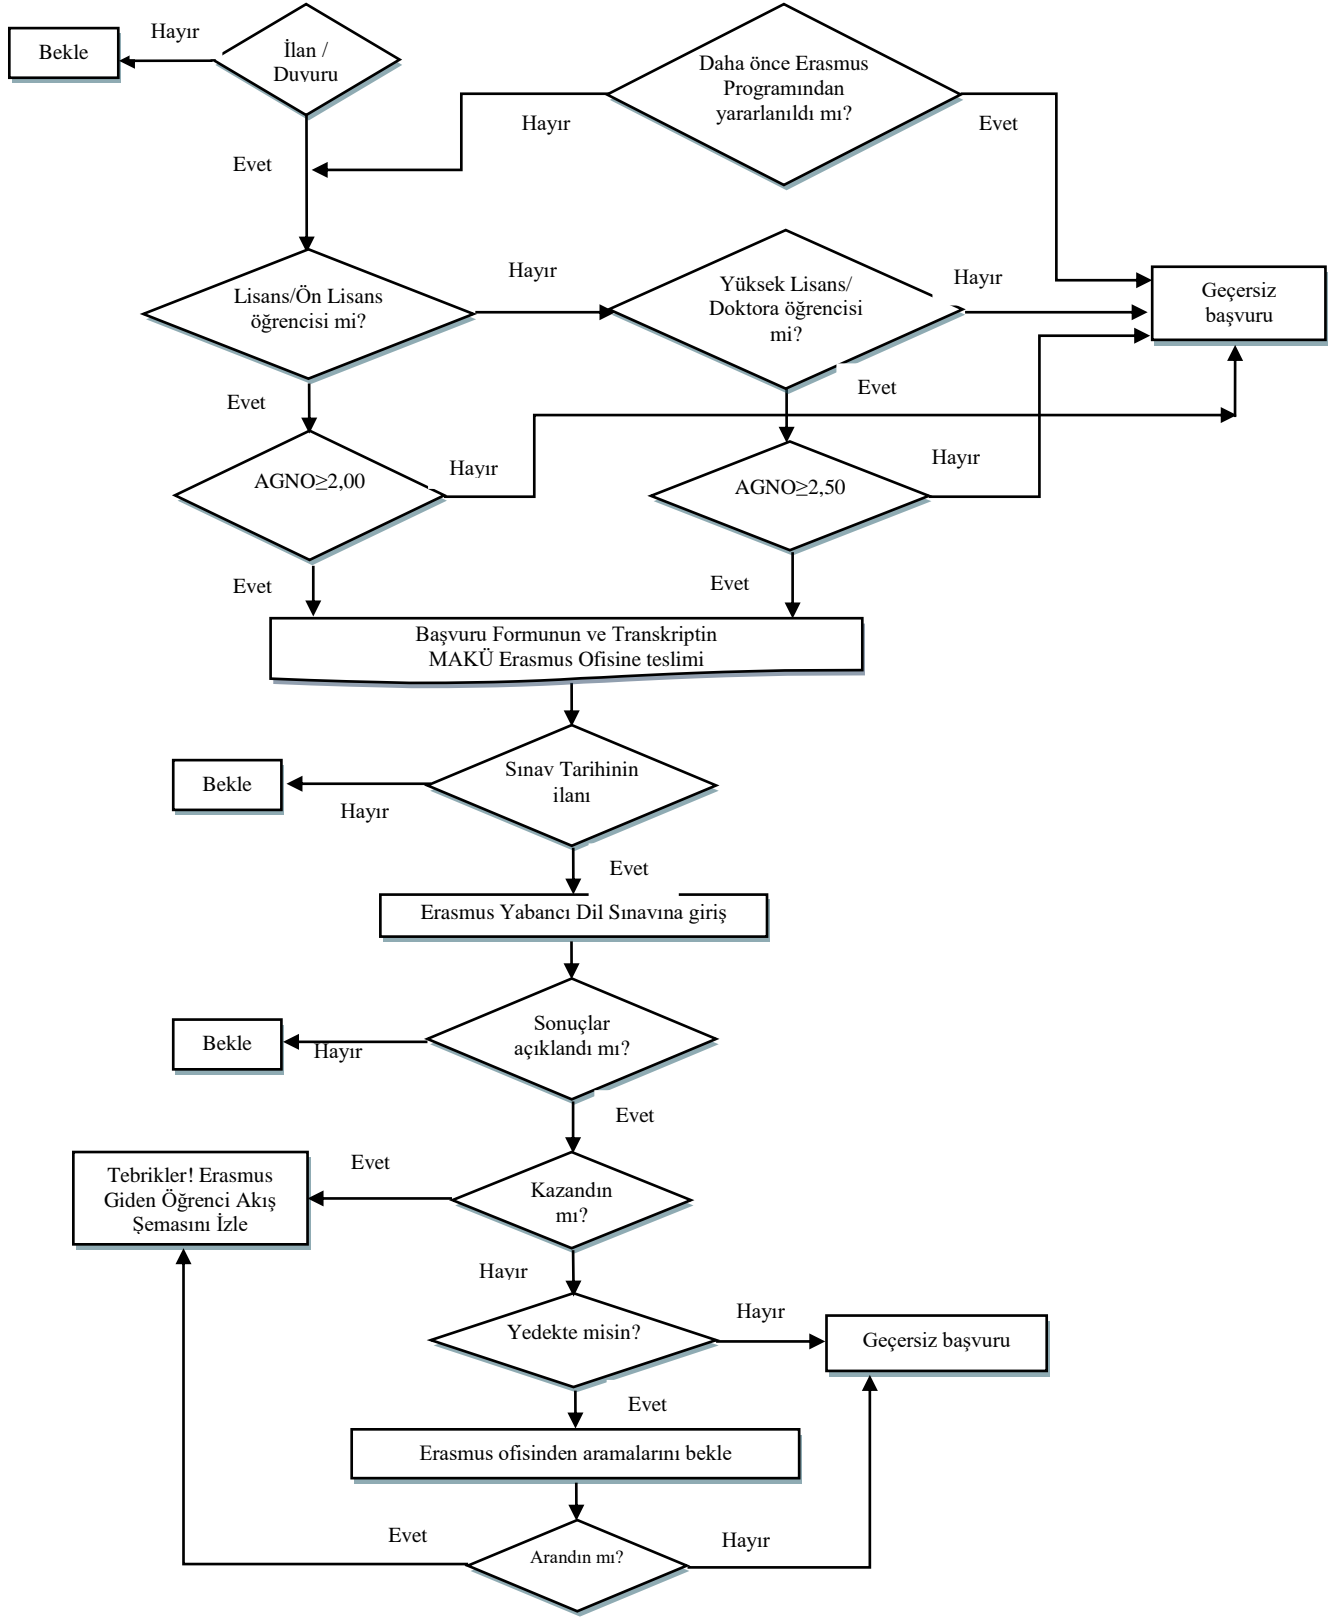 Hayır
Bekle
İlan /
Duvuru
Daha önce Erasmus
Programından
yararlanıldı mı?
Hayır
Evet
Evet
Lisans/Ön Lisans
öğrencisi mi?
Hayır
Yüksek Lisans/
Doktora öğrencisi
mi?
Hayır
Geçersiz
başvuru
Evet
Evet
AGNO≥2,00
Hayır
AGNO≥2,50
Hayır
Evet
Evet
Başvuru Formunun ve Transkriptin
MAKÜ Erasmus Ofisine teslimi
Sınav Tarihinin
ilanı
Bekle
Hayır
Evet
Erasmus Yabancı Dil Sınavına giriş
Sonuçlar
açıklandı mı?
Bekle
Hayır
Evet
Tebrikler! Erasmus
Giden Öğrenci Akış
Şemasını İzle
Evet
Kazandın
mı?
Hayır
Yedekte misin?
Hayır
Geçersiz başvuru
Evet
Erasmus ofisinden aramalarını bekle
Evet
Arandın mı?
Hayır